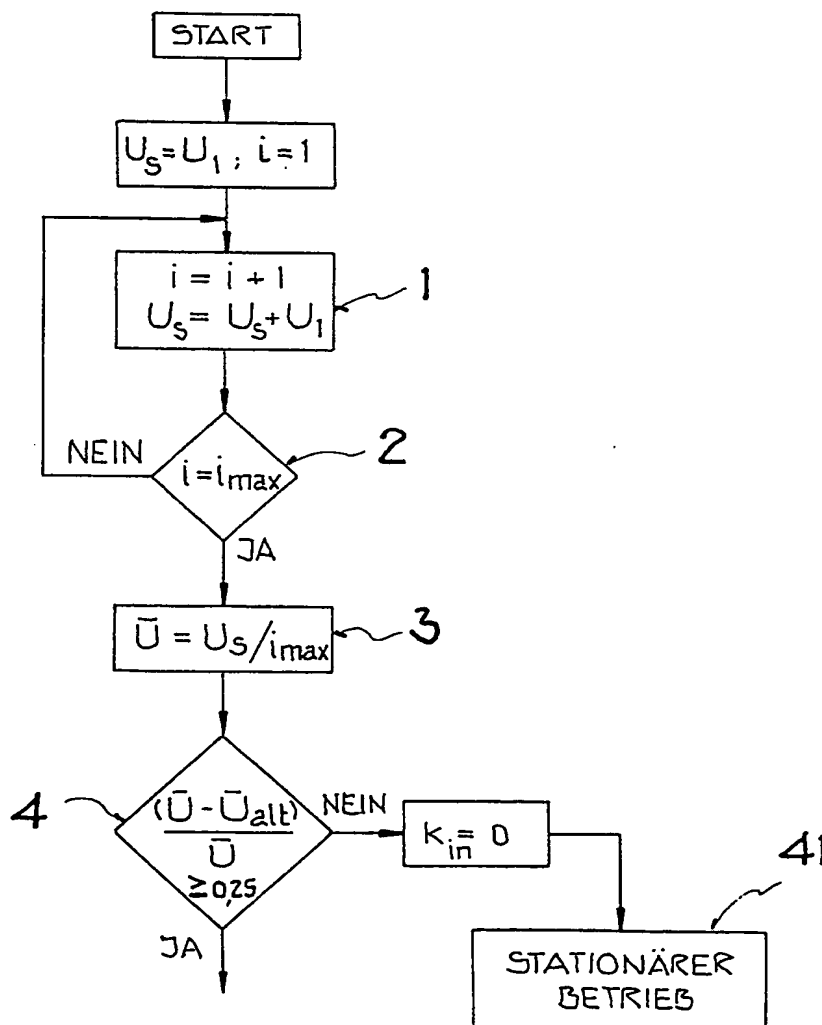 START
U_s = U_1 ; i = 1
i = i + 1
U_s = U_s + U_1
1
NEIN
i = i_max
2
JA
Ū = U_s / i_max
3
4
(Ū - Ū_alt)
Ū
≥ 0,25
NEIN
K_in = 0
JA
41
STATIONÄRER
BETRIEB